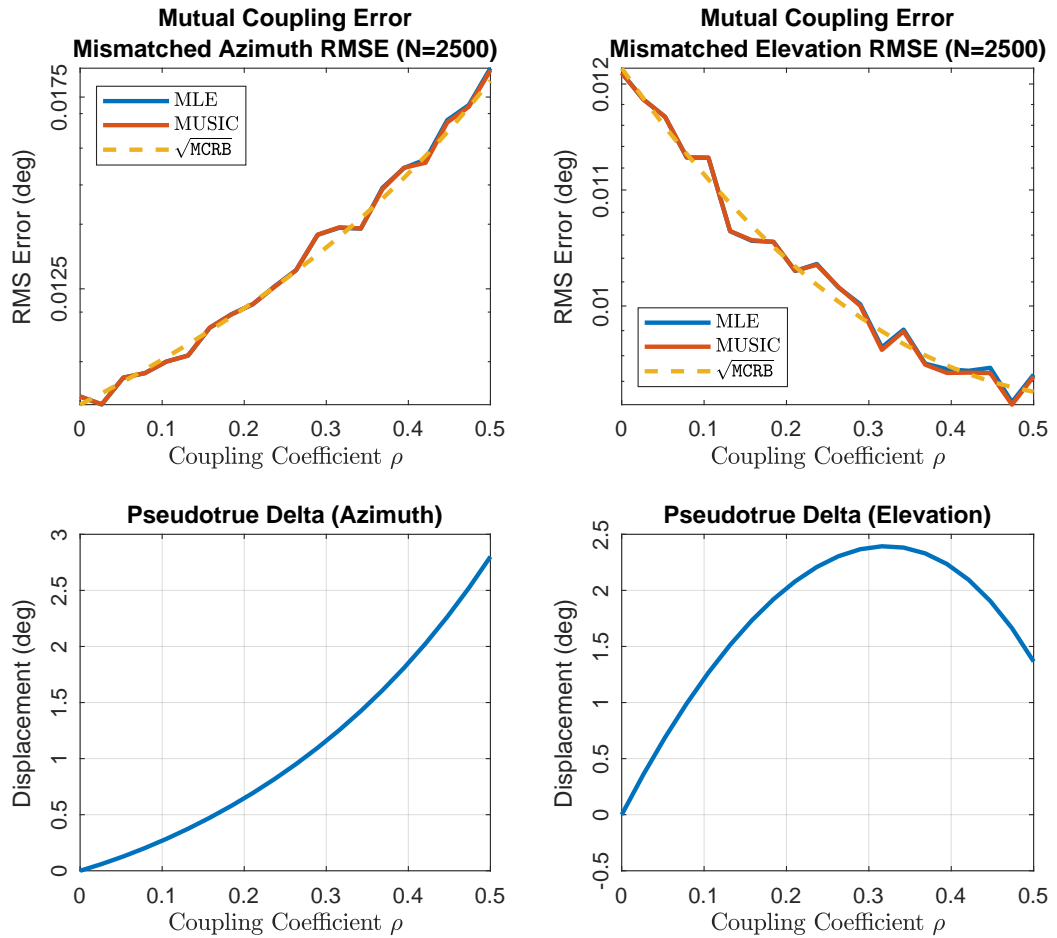 Mutual Coupling Error
Mismatched Azimuth RMSE (N=2500)
0.0175
0.0125
RMS Error (deg)
MLE
MUSIC
√MCRB
0 0.1 0.2 0.3 0.4 0.5
Coupling Coefficient ρ
Mutual Coupling Error
Mismatched Elevation RMSE (N=2500)
0.012
0.011
0.01
RMS Error (deg)
MLE
MUSIC
√MCRB
0 0.1 0.2 0.3 0.4 0.5
Coupling Coefficient ρ
Pseudotrue Delta (Azimuth)
3
2.5
2
1.5
1
0.5
0
Displacement (deg)
0 0.1 0.2 0.3 0.4 0.5
Coupling Coefficient ρ
Pseudotrue Delta (Elevation)
2.5
2
1.5
1
0.5
0
-0.5
Displacement (deg)
0 0.1 0.2 0.3 0.4 0.5
Coupling Coefficient ρ